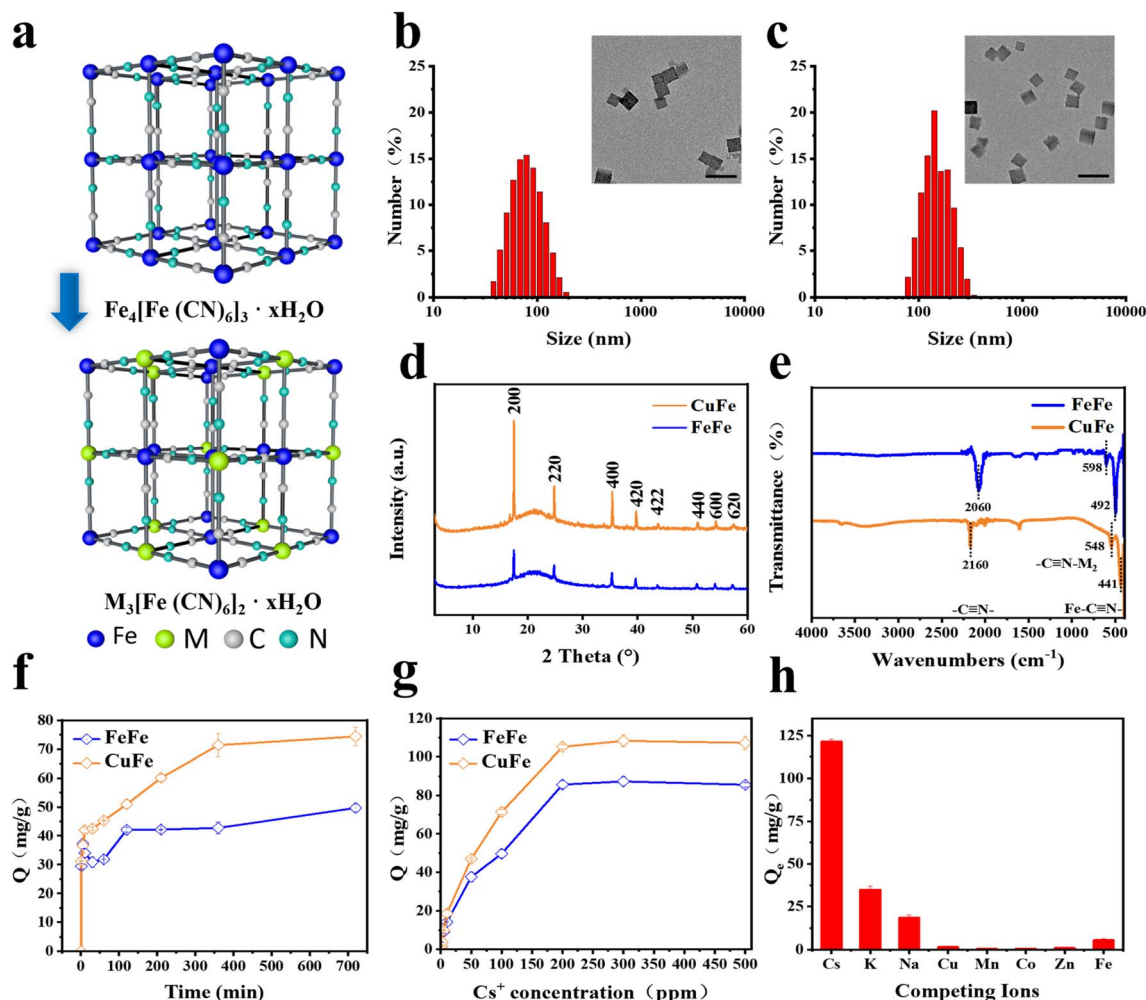 a
Fe4[Fe (CN)6]3 · xH2O
M3[Fe (CN)6]2 · xH2O
Fe M C N
b
25
20
15
10
5
0
Number (%)
10 100 1000 10000
Size (nm)
c
25
20
15
10
5
0
Number (%)
10 100 1000 10000
Size (nm)
d
CuFe
FeFe
200
220
400
420
422
440
600
620
Intensity (a.u.)
10 20 30 40 50 60
2 Theta (°)
e
FeFe
CuFe
598
2060
492
2160
548
-C≡N-M2
441
-C≡N-
Fe-C≡N-
Transmittance (%)
4000 3000 2000 1500 1000 500
Wavenumbers (cm-1)
f
FeFe
CuFe
80
70
60
50
40
30
20
10
0
Q (mg/g)
0 100 200 300 400 500 600 700
Time (min)
g
FeFe
CuFe
120
100
80
60
40
20
0
Q (mg/g)
0 100 200 300 400 500
Cs+ concentration (ppm)
h
125
100
75
50
25
0
Qe (mg/g)
Cs K Na Cu Mn Co Zn Fe
Competing Ions